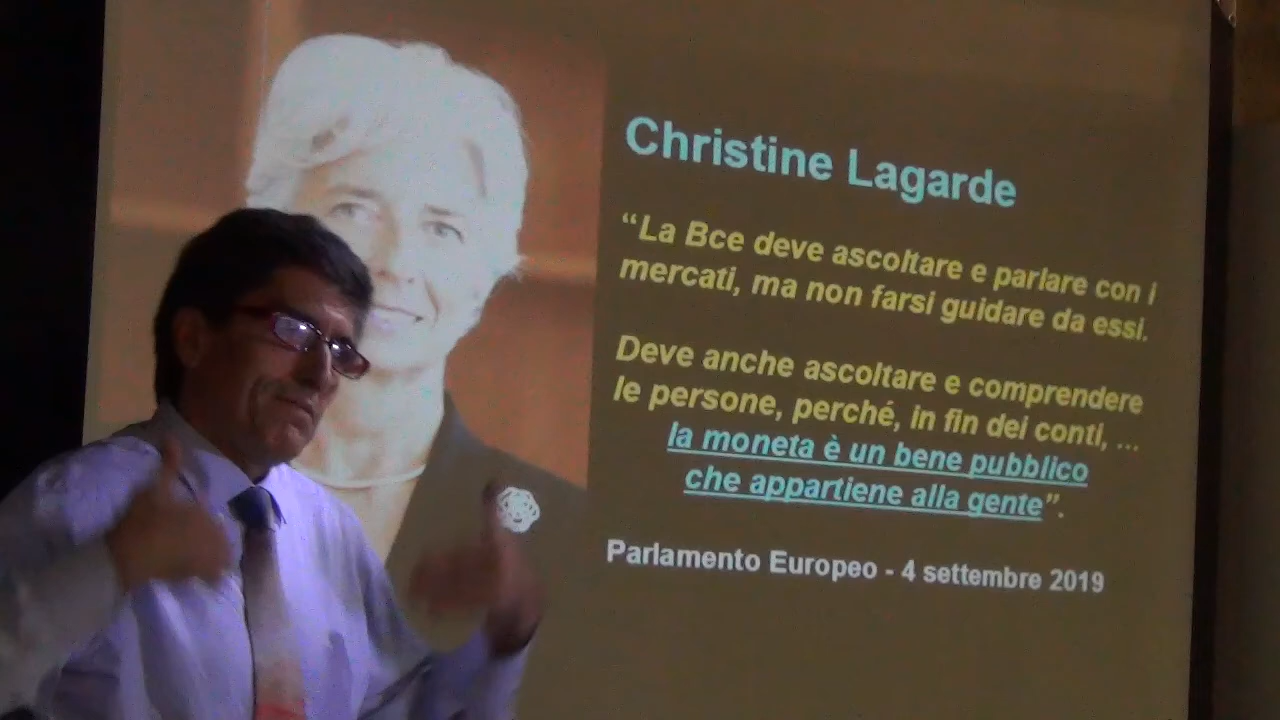 Christine Lagarde
“La Bce deve ascoltare e parlare con i
mercati, ma non farsi guidare da essi.
Deve anche ascoltare e comprendere
le persone, perché, in fin dei conti, ...
la moneta è un bene pubblico
che appartiene alla gente”.
Parlamento Europeo - 4 settembre 2019